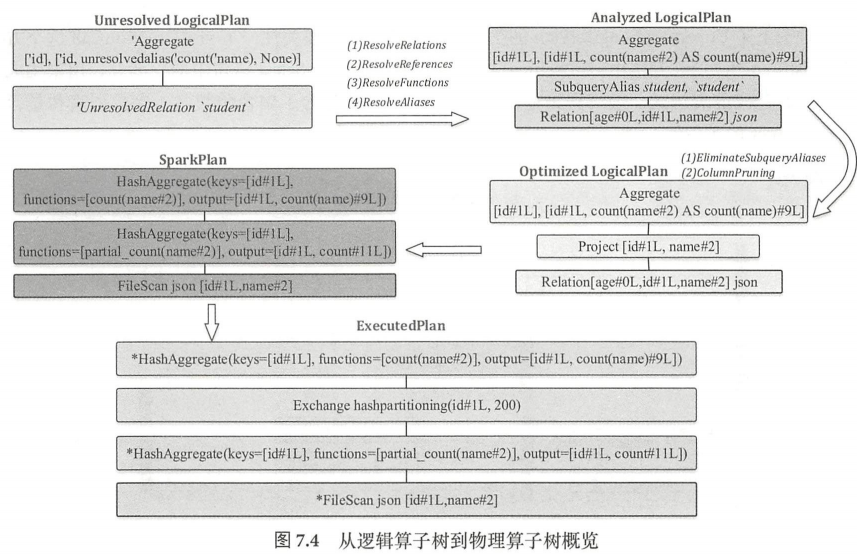 Unresolved LogicalPlan
'Aggregate
['id], ['id, unresolvedalias('count('name), None)]
'UnresolvedRelation `student`
(1)ResolveRelations
(2)ResolveReferences
(3)ResolveFunctions
(4)ResolveAliases
Analyzed LogicalPlan
Aggregate
[id#1L], [id#1L, count(name#2) AS count(name)#9L]
SubqueryAlias student, `student`
Relation[age#0L,id#1L,name#2] json
(1)EliminateSubqueryAliases
(2)ColumnPruning
Optimized LogicalPlan
Aggregate
[id#1L], [id#1L, count(name#2) AS count(name)#9L]
Project [id#1L, name#2]
Relation[age#0L,id#1L,name#2] json
SparkPlan
HashAggregate(keys=[id#1L],
functions=[count(name#2)], output=[id#1L, count(name)#9L])
HashAggregate(keys=[id#1L],
functions=[partial_count(name#2)], output=[id#1L, count#11L])
FileScan json [id#1L,name#2]
ExecutedPlan
*HashAggregate(keys=[id#1L], functions=[count(name#2)], output=[id#1L, count(name)#9L])
Exchange hashpartitioning(id#1L, 200)
*HashAggregate(keys=[id#1L], functions=[partial_count(name#2)], output=[id#1L, count#11L])
*FileScan json [id#1L,name#2]
图 7.4 从逻辑算子树到物理算子树概览